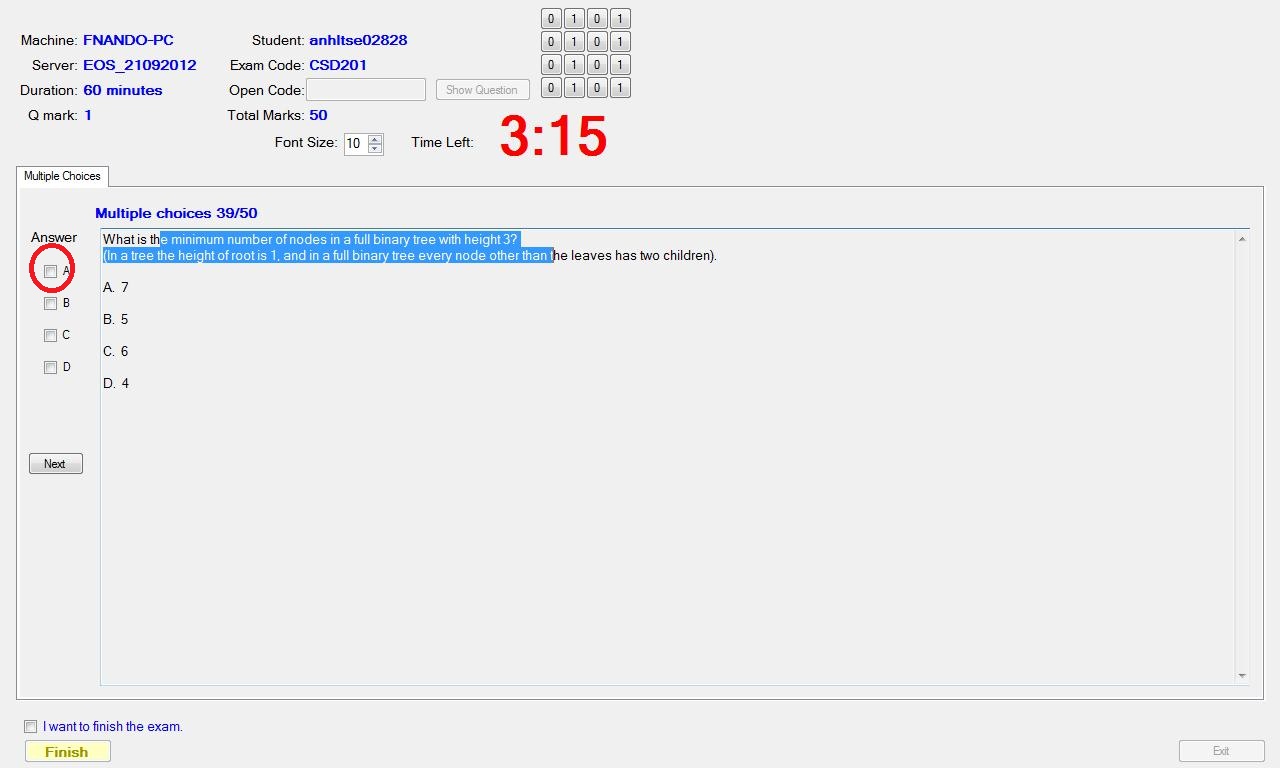 Machine: FNANDO-PC
Student: anhltse02828
Server: EOS_21092012
Exam Code: CSD201
Duration: 60 minutes
Open Code:
Show Question
Q mark: 1
Total Marks: 50
0 1 0 1
0 1 0 1
0 1 0 1
0 1 0 1
Font Size: 10
Time Left: 3:15
Multiple Choices
Multiple choices 39/50
Answer
A
B
C
D
Next
What is the minimum number of nodes in a full binary tree with height 3?
(In a tree the height of root is 1, and in a full binary tree every node other than the leaves has two children).
A. 7
B. 5
C. 6
D. 4
I want to finish the exam.
Finish
Exit